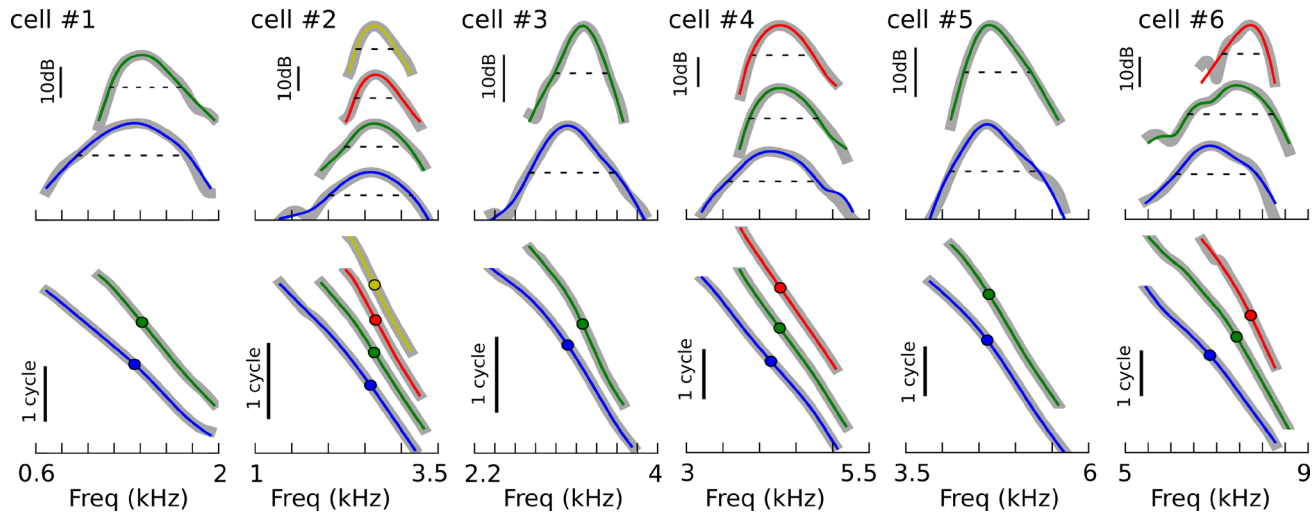 cell #1 cell #2 cell #3 cell #4 cell #5 cell #6
10dB 10dB 10dB 10dB 10dB 10dB
1 cycle 1 cycle 1 cycle 1 cycle 1 cycle 1 cycle
0.6 2 1 3.5 2.2 4 3 5.5 3.5 6 5 9
Freq (kHz) Freq (kHz) Freq (kHz) Freq (kHz) Freq (kHz) Freq (kHz)